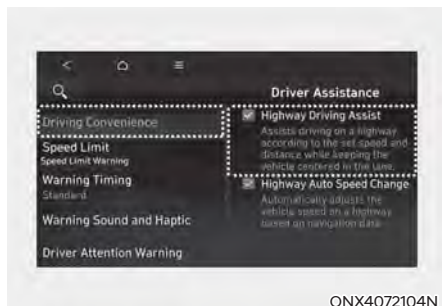 Driver Assistance
Driving Convenience
Speed Limit
Speed Limit Warning
Warning Timing
Standard
Warning Sound and Haptic
Driver Attention Warning
Highway Driving Assist
Assists driving on a highway
according to the set speed and
distance while keeping the
vehicle centered in the lane.
Highway Auto Speed Change
Automatically adjusts the
vehicle speed on a highway
based on navigation data.
ONX4072104N